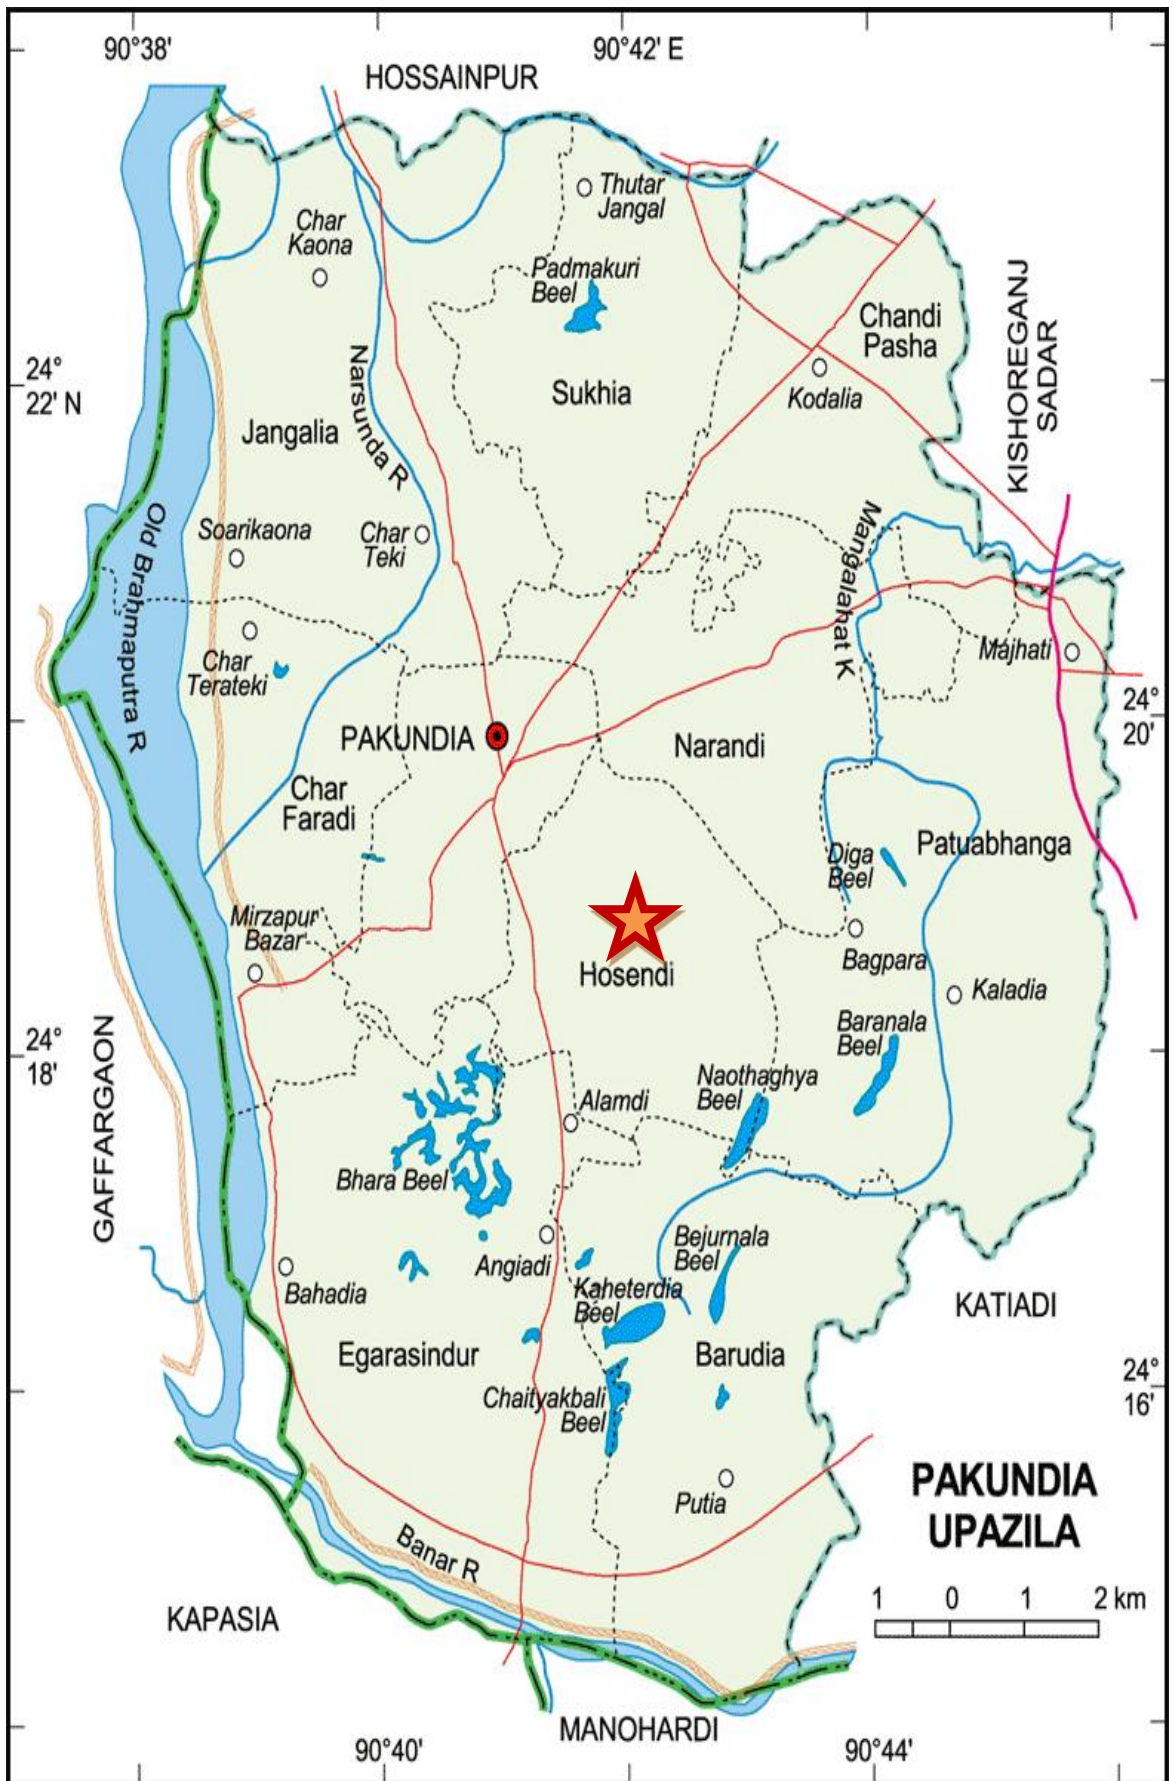 90°38'
90°42' E
HOSSAINPUR
Thutar
Jangal
Char
Kaona
Padmakuri
Beel
Chandi
Pasha
KISHOREGANJ
SADAR
24°
22' N
Narsunda R
Sukhia
Kodalia
Jangalia
Old Brahmaputra R
Soarikaona
Char
Teki
Mangalahat K
Majhati
Char
Terateki
24°
20'
PAKUNDIA
Narandi
Char
Faradi
Patuabhanga
Diga
Beel
Mirzapur
Bazar
Bagpara
Hosendi
Kaladia
24°
18'
Baranala
Beel
GAFFARGAON
Naothaghya
Beel
Alamdi
Bhara Beel
Bejurnala
Beel
Angiadi
Bahadia
Kaheterdia
Beel
KATIADI
Egarasindur
Barudia
24°
16'
Chaityakbali
Beel
PAKUNDIA
UPAZILA
Putia
Banar R
1 0 1 2 km
KAPASIA
MANOHARDI
90°40'
90°44'